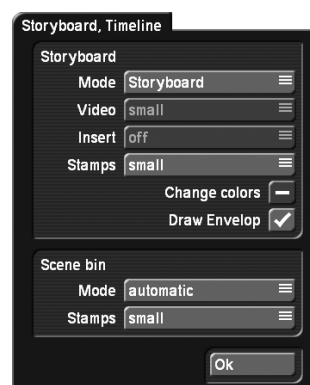 Storyboard, Timeline
Storyboard
Mode Storyboard
Video small
Insert off
Stamps small
Change colors
Draw Envelop
Scene bin
Mode automatic
Stamps small
Ok